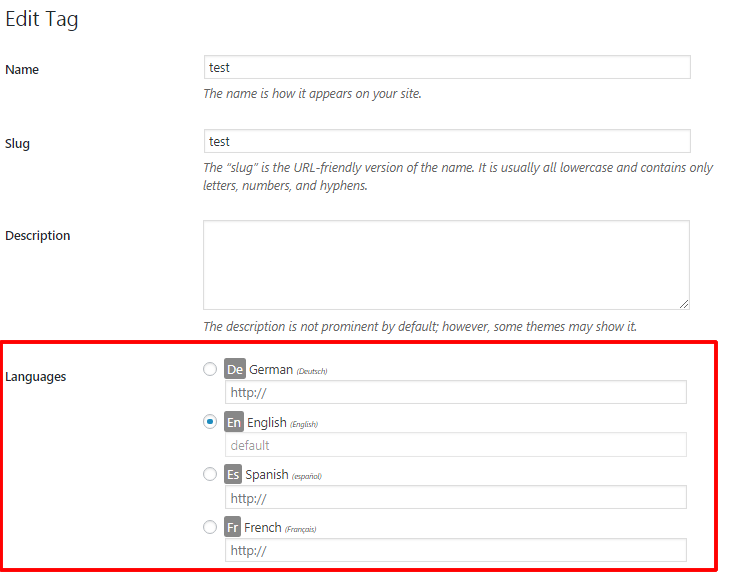 Edit Tag
Name
test
The name is how it appears on your site.
Slug
test
The “slug” is the URL-friendly version of the name. It is usually all lowercase and contains only
letters, numbers, and hyphens.
Description
The description is not prominent by default; however, some themes may show it.
Languages
De German (Deutsch)
http://
En English (English)
default
Es Spanish (español)
http://
Fr French (Français)
http://